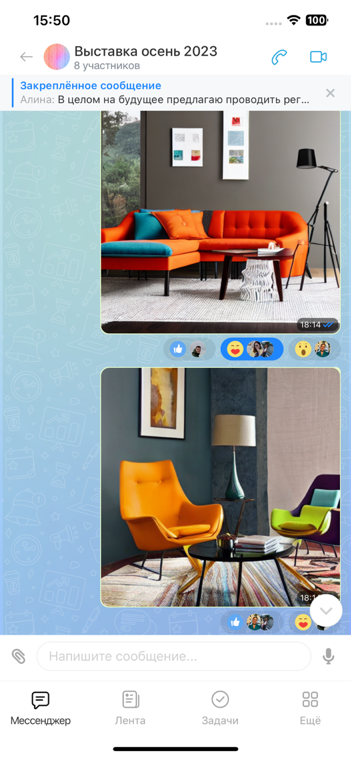 15:50
100
Выставка осень 2023
8 участников
Закреплённое сообщение
Алина: В целом на будущее предлагаю проводить рег...
18:14
18:1
Напишите сообщение...
Мессенджер
Лента
Задачи
Ещё